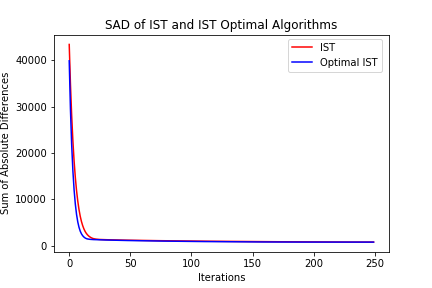 SAD of IST and IST Optimal Algorithms
IST
Optimal IST
Sum of Absolute Differences
40000
30000
20000
10000
0
0 50 100 150 200 250
Iterations